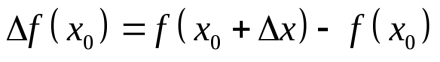 Δf(x₀) = f(x₀ + Δx) - f(x₀)